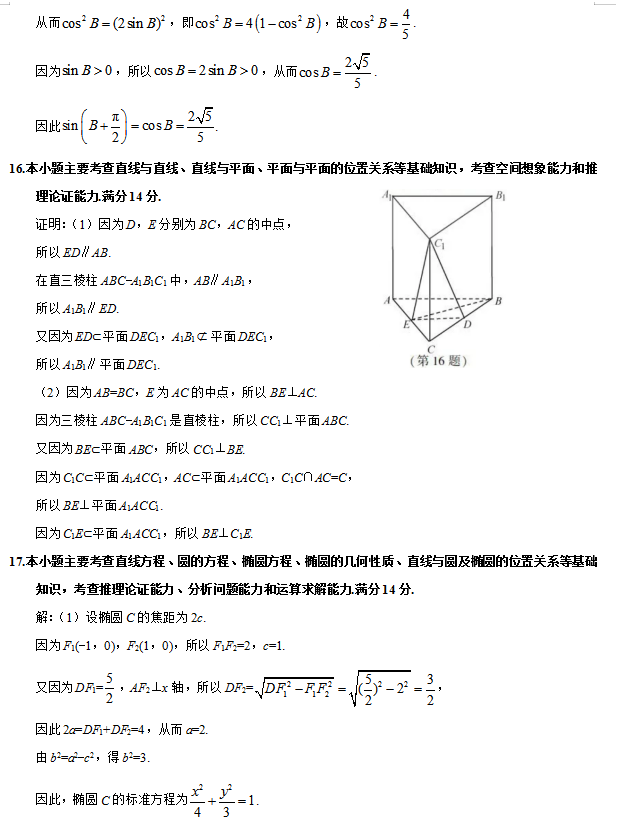 从而cos²B=(2sinB)²，即cos²B=4(1−cos²B)，故cos²B=4/5.
因为sinB>0，所以cosB=2sinB>0，从而cosB=2√5/5.
因此sin(B+π/2)=cosB=2√5/5.
16.本小题主要考查直线与直线、直线与平面、平面与平面的位置关系等基础知识，考查空间想象能力和推
理论证能力.满分14分.
证明：（1）因为D，E分别为BC，AC的中点，
所以ED∥AB.
在直三棱柱ABC−A₁B₁C₁中，AB∥A₁B₁，
所以A₁B₁∥ED.
又因为ED⊂平面DEC₁，A₁B₁⊄平面DEC₁，
所以A₁B₁∥平面DEC₁.
A₁
B₁
C₁
A
B
E
D
C
（第16题）
（2）因为AB=BC，E为AC的中点，所以BE⊥AC.
因为三棱柱ABC−A₁B₁C₁是直棱柱，所以CC₁⊥平面ABC.
又因为BE⊂平面ABC，所以CC₁⊥BE.
因为C₁C⊂平面A₁ACC₁，AC⊂平面A₁ACC₁，C₁C∩AC=C，
所以BE⊥平面A₁ACC₁.
因为C₁E⊂平面A₁ACC₁，所以BE⊥C₁E.
17.本小题主要考查直线方程、圆的方程、椭圆方程、椭圆的几何性质、直线与圆及椭圆的位置关系等基础
知识，考查推理论证能力、分析问题能力和运算求解能力.满分14分.
解：（1）设椭圆C的焦距为2c.
因为F₁(−1，0)，F₂(1，0)，所以F₁F₂=2，c=1.
又因为DF₁=5/2，AF₂⊥x轴，所以DF₂=√(DF₁²−F₁F₂²)=√((5/2)²−2²)=3/2，
因此2a=DF₁+DF₂=4，从而a=2.
由b²=a²−c²，得b²=3.
因此，椭圆C的标准方程为x²/4+y²/3=1.